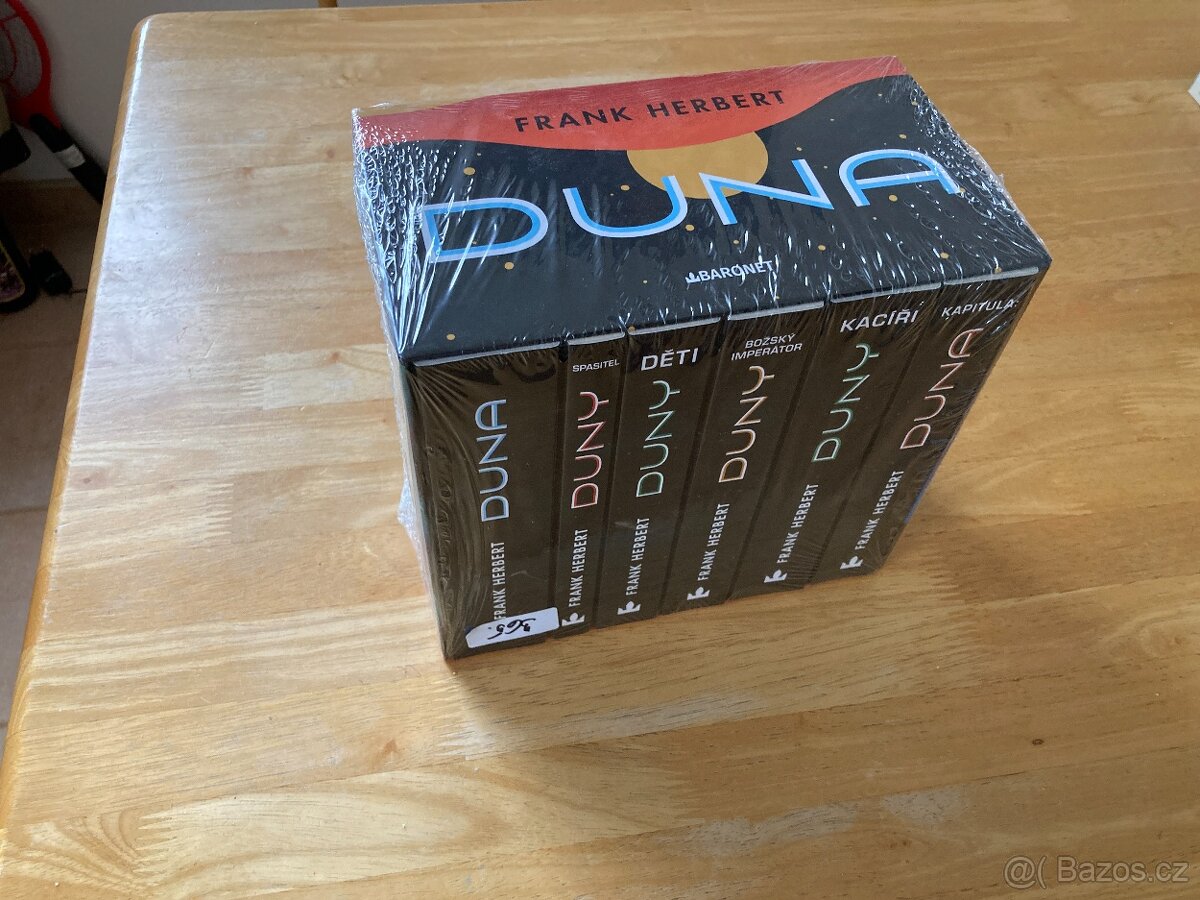 FRANK HERBERT
DUNA
BARONET
DUNA
FRANK HERBERT
365.
SPASITEL
DUNY
FRANK HERBERT
DĚTI
DUNY
FRANK HERBERT
BOŽSKÝ
IMPERÁTOR
DUNY
FRANK HERBERT
KACÍŘI
DUNY
FRANK HERBERT
KAPITULA:
DUNA
FRANK HERBERT
@( Bazos.cz